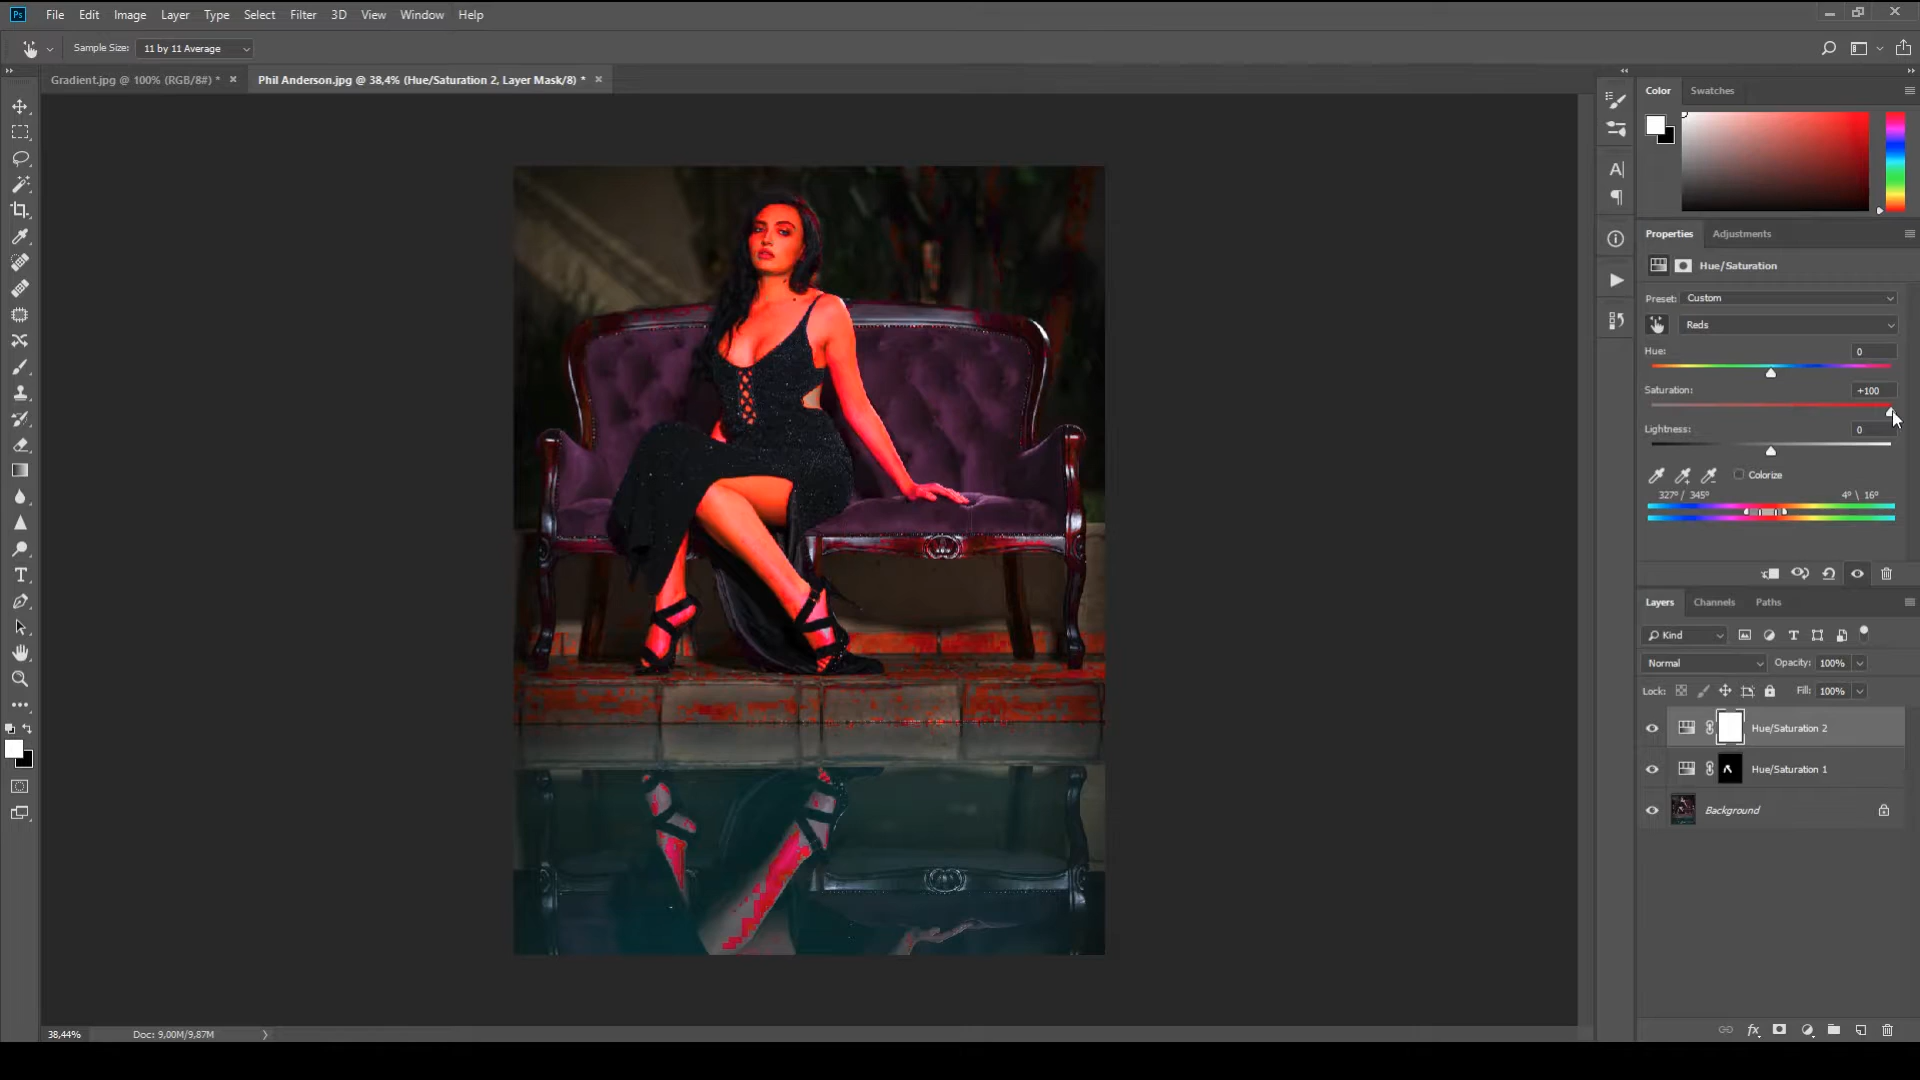 Ps File Edit Image Layer Type Select Filter 3D View Window Help
Sample Size: 11 by 11 Average
Gradient.jpg @ 100% (RGB/8#) * Phil Anderson.jpg @ 38,4% (Hue/Saturation 2, Layer Mask/8) *
Color Swatches
Properties Adjustments
Hue/Saturation
Preset: Custom
Reds
Hue: 0
Saturation: +100
Lightness: 0
Colorize
327° / 345° 4° \ 16°
Layers Channels Paths
Kind
Normal Opacity: 100%
Lock: Fill: 100%
Hue/Saturation 2
Hue/Saturation 1
Background
38,44% Doc: 9,00M/9,87M